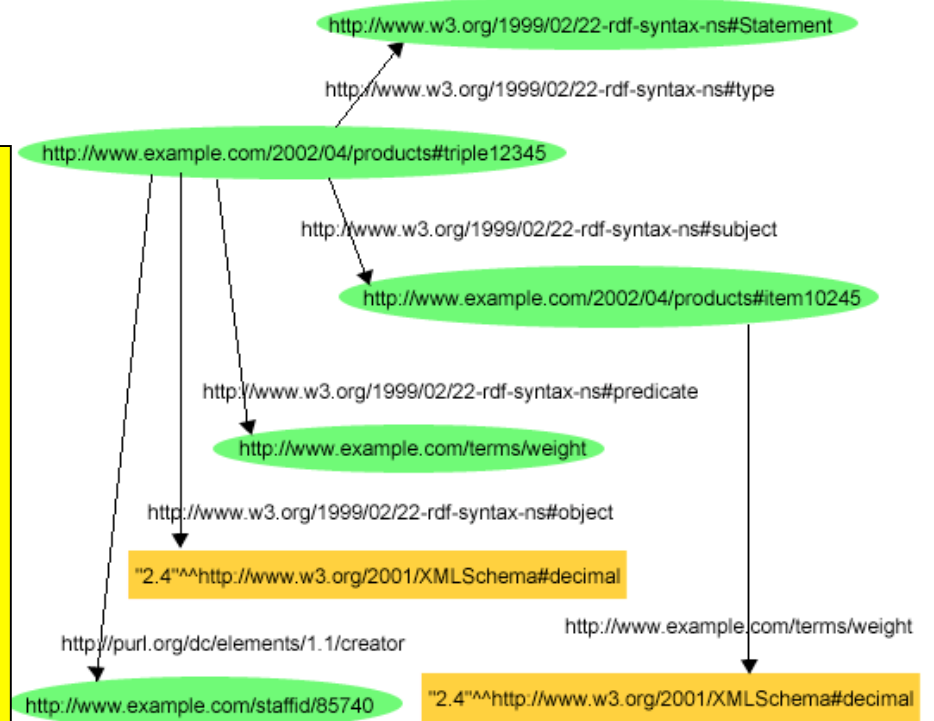 http://www.w3.org/1999/02/22-rdf-syntax-ns#Statement
http://www.w3.org/1999/02/22-rdf-syntax-ns#type
http://www.example.com/2002/04/products#triple12345
http://www.w3.org/1999/02/22-rdf-syntax-ns#subject
http://www.example.com/2002/04/products#item10245
http://www.w3.org/1999/02/22-rdf-syntax-ns#predicate
http://www.example.com/terms/weight
http://www.w3.org/1999/02/22-rdf-syntax-ns#object
"2.4"^^http://www.w3.org/2001/XMLSchema#decimal
http://www.example.com/terms/weight
http://purl.org/dc/elements/1.1/creator
"2.4"^^http://www.w3.org/2001/XMLSchema#decimal
http://www.example.com/staffid/85740